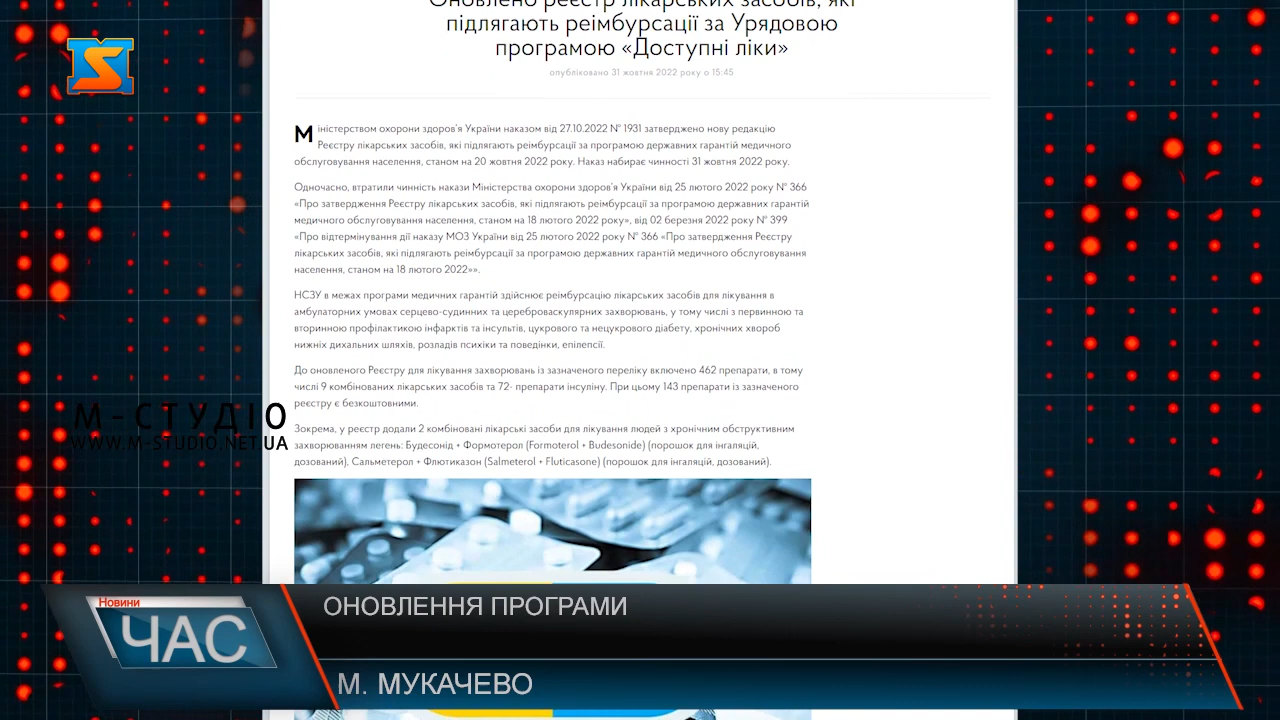 Оновлено реєстр лікарських засобів, які
підлягають реімбурсації за Урядовою
програмою «Доступні ліки»
опубліковано 31 жовтня 2022 року о 15:45
Міністерством охорони здоров'я України наказом від 27.10.2022 № 1931 затверджено нову редакцію
Реєстру лікарських засобів, які підлягають реімбурсації за програмою державних гарантій медичного
обслуговування населення, станом на 20 жовтня 2022 року. Наказ набирає чинності 31 жовтня 2022 року.
Одночасно, втратили чинність накази Міністерства охорони здоров'я України від 25 лютого 2022 року № 366
«Про затвердження Реєстру лікарських засобів, які підлягають реімбурсації за програмою державних гарантій
медичного обслуговування населення, станом на 18 лютого 2022 року», від 02 березня 2022 року № 399
«Про відтермінування дії наказу МОЗ України від 25 лютого 2022 року № 366 «Про затвердження Реєстру
лікарських засобів, які підлягають реімбурсації за програмою державних гарантій медичного обслуговування
населення, станом на 18 лютого 2022»».
НСЗУ в межах програми медичних гарантій здійснює реімбурсацію лікарських засобів для лікування в
амбулаторних умовах серцево-судинних та цереброваскулярних захворювань, у тому числі з первинною та
вторинною профілактикою інфарктів та інсультів, цукрового та нецукрового діабету, хронічних хвороб
нижніх дихальних шляхів, розладів психіки та поведінки, епілепсії.
До оновленого Реєстру для лікування захворювань із зазначеного переліку включено 462 препарати, в тому
числі 9 комбінованих лікарських засобів та 72- препарати інсуліну. При цьому 143 препарати із зазначеного
реєстру є безкоштовними.
Зокрема, у реєстр додали 2 комбіновані лікарські засоби для лікування людей з хронічним обструктивним
захворюванням легень: Будесонід + Формотерол (Formoterol + Budesonide) (порошок для інгаляцій,
дозований), Сальметерол + Флютиказон (Salmeterol + Fluticasone) (порошок для інгаляцій, дозований).
М-СТУДІО
WWW.M-STUDIO.NET.UA
Новини
ЧАС
ОНОВЛЕННЯ ПРОГРАМИ
М. МУКАЧЕВО